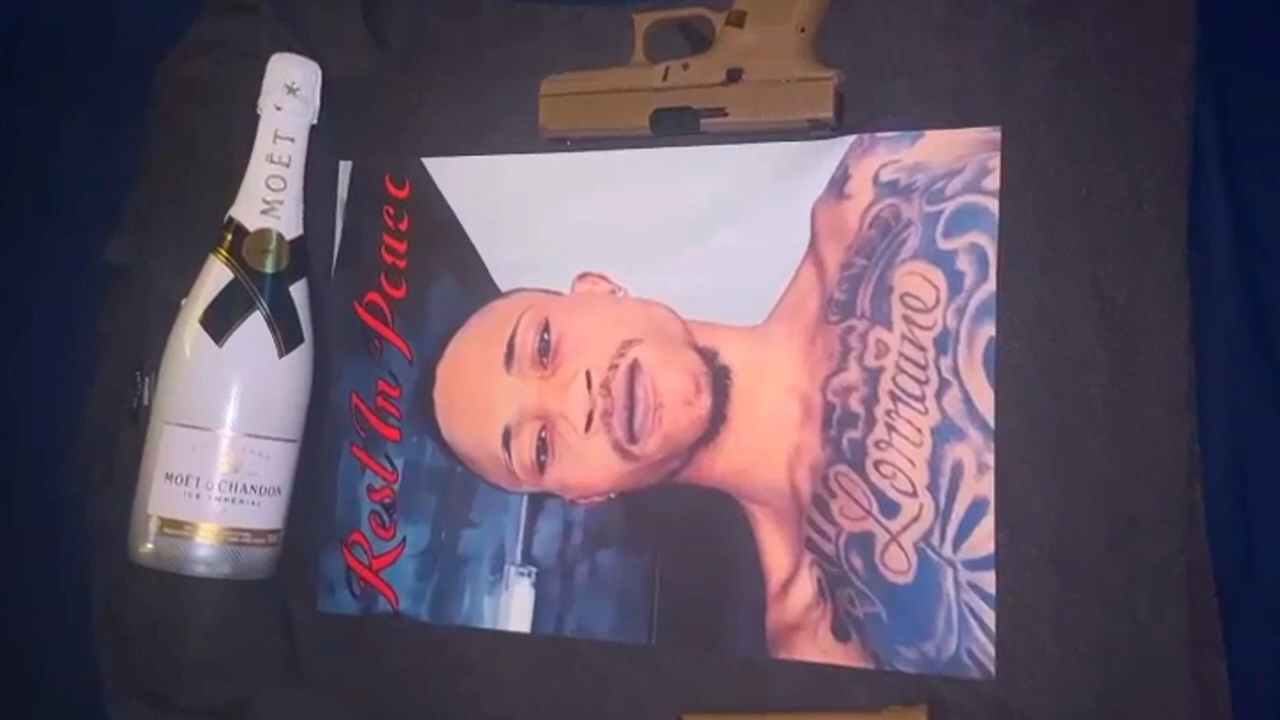 MOËT
MOËT & CHANDON
ICE IMPÉRIAL
Rest In Peace
Lorraine